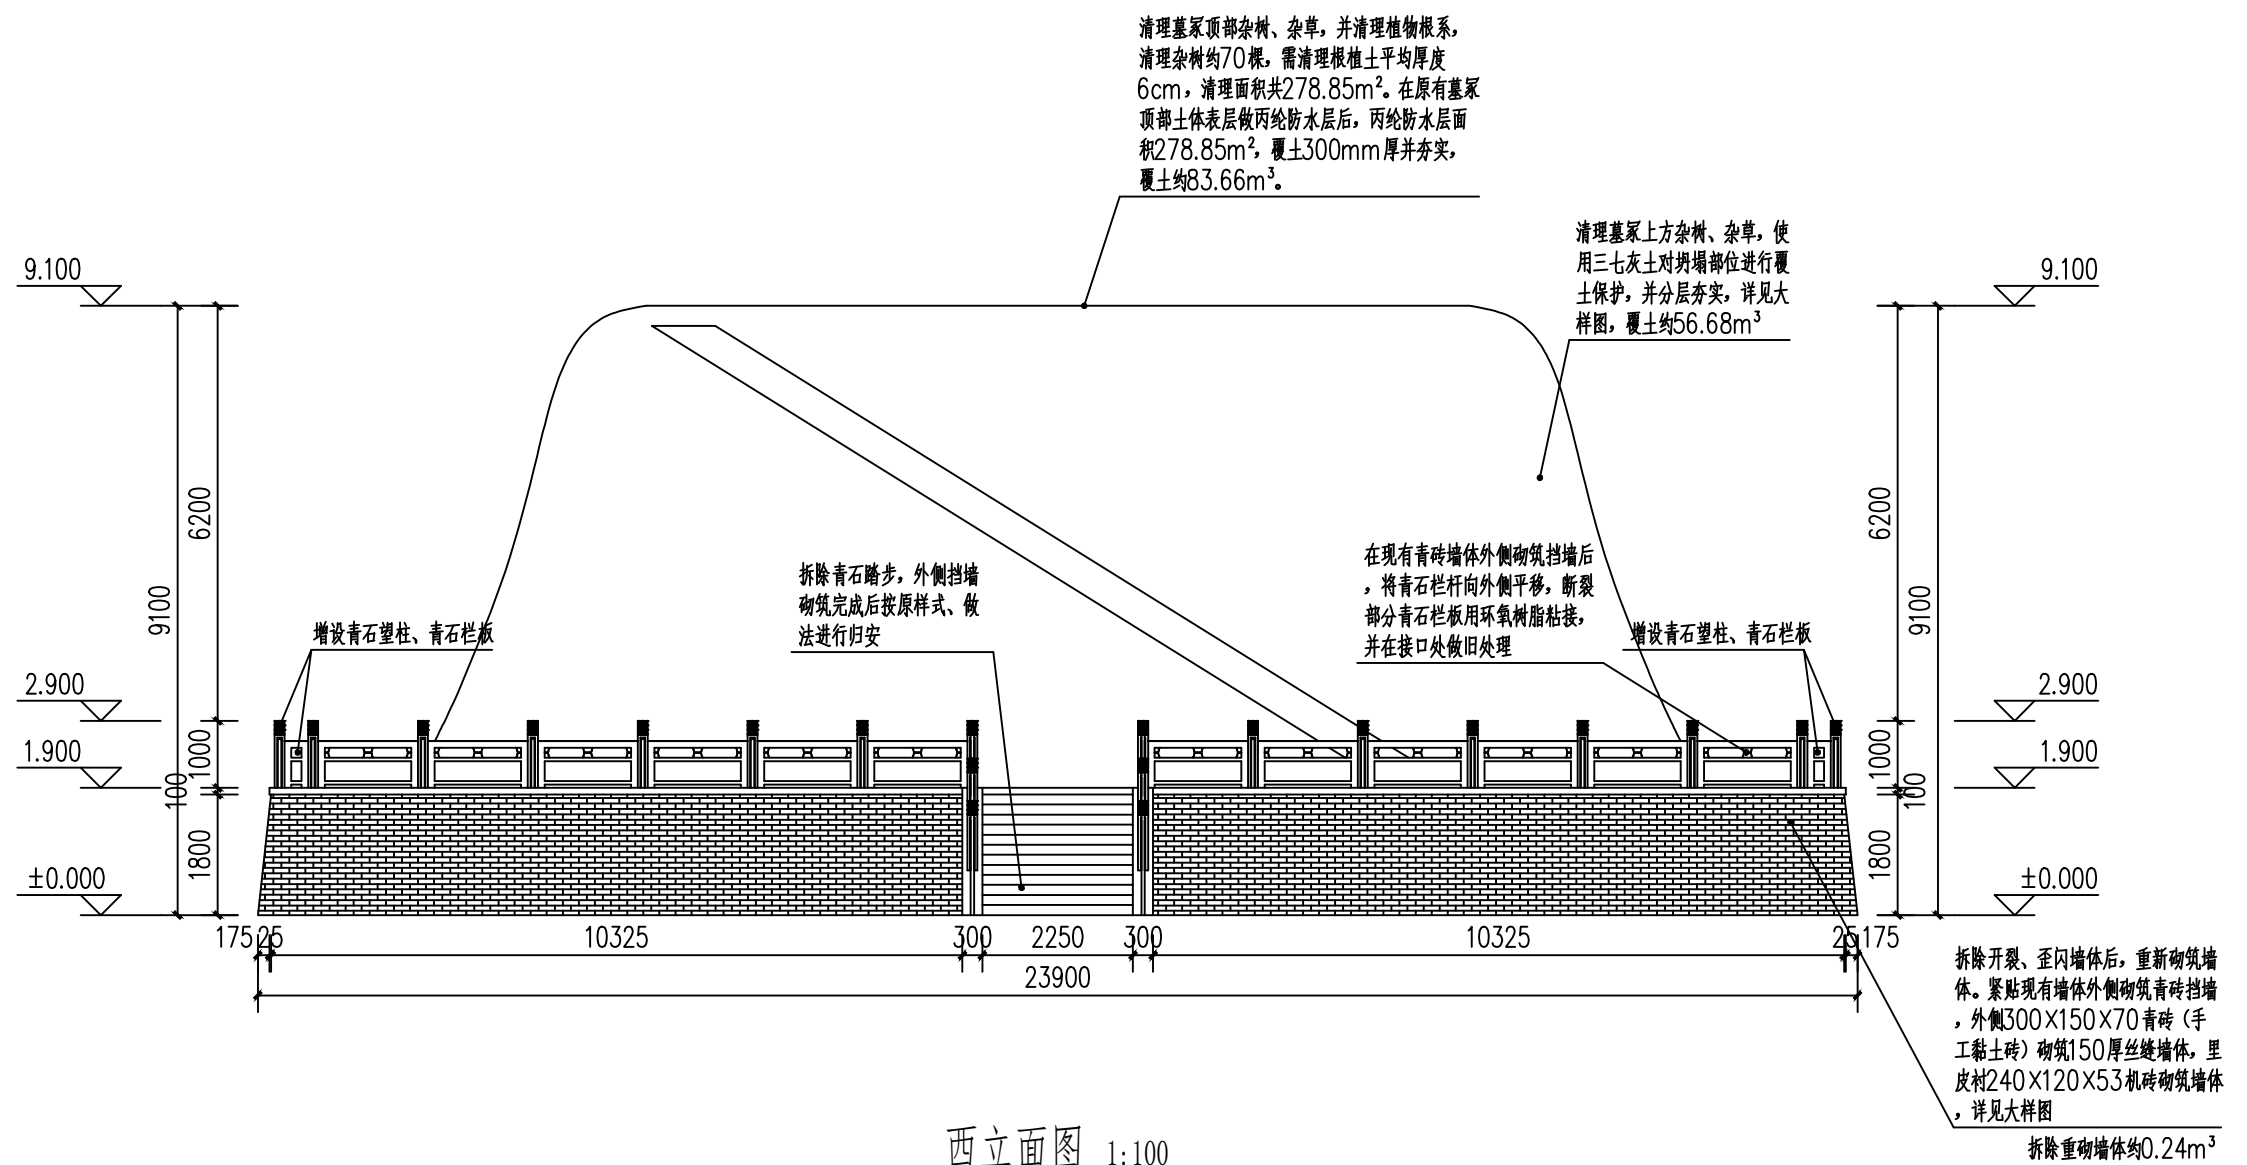 清理墓冢顶部杂树、杂草，并清理植物根系，
清理杂树约70棵，需清理根植土平均厚度
6cm，清理面积共278.85m²。在原有墓冢
顶部土体表层做丙纶防水层后，丙纶防水层面
积278.85m²，覆土300mm厚并夯实，
覆土约83.66m³。
清理墓冢上方杂树、杂草，使
用三七灰土对坍塌部位进行覆
土保护，并分层夯实，详见大
样图，覆土约56.68m³
9.100
9.100
6200
6200
9100
9100
在现有青砖墙体外侧砌筑挡墙后
，将青石栏杆向外侧平移，断裂
部分青石栏板用环氧树脂粘接，
并在接口处做旧处理
拆除青石踏步，外侧挡墙
砌筑完成后按原样式、做
法进行归安
增设青石望柱、青石栏板
增设青石望柱、青石栏板
2.900
2.900
1.900
1.900
1000
1000
100
100
1800
1800
±0.000
±0.000
175 25 10325 300 2250 300 10325 25 175
23900
拆除开裂、歪闪墙体后，重新砌筑墙
体。紧贴现有墙体外侧砌筑青砖挡墙
，外侧300×150×70青砖（手
工黏土砖）砌筑150厚丝缝墙体，里
皮衬240×120×53机砖砌筑墙体
，详见大样图
拆除重砌墙体约0.24m³
西立面图 1:100